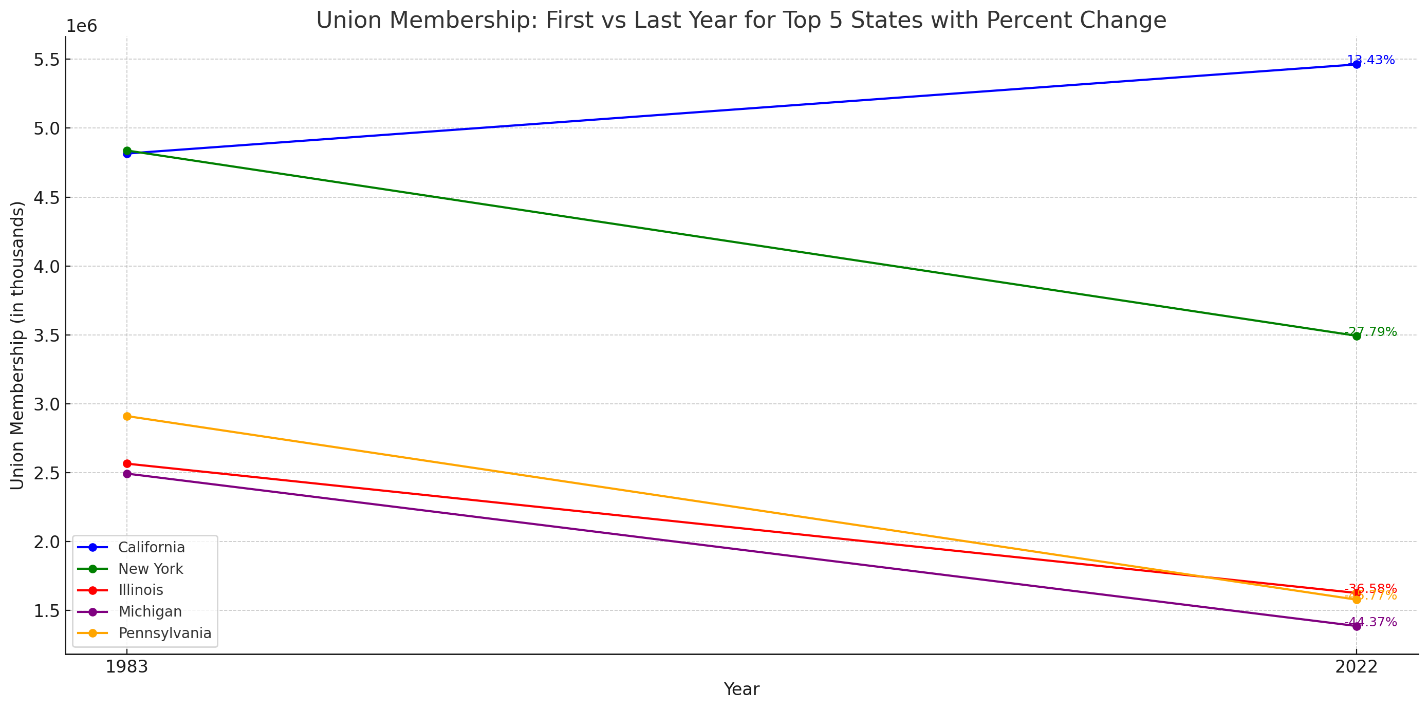 Union Membership: First vs Last Year for Top 5 States with Percent Change
1e6
5.5
5.0
4.5
4.0
3.5
3.0
2.5
2.0
1.5
Union Membership (in thousands)
13.43%
-27.79%
-36.58%
-44.37%
California
New York
Illinois
Michigan
Pennsylvania
1983
2022
Year